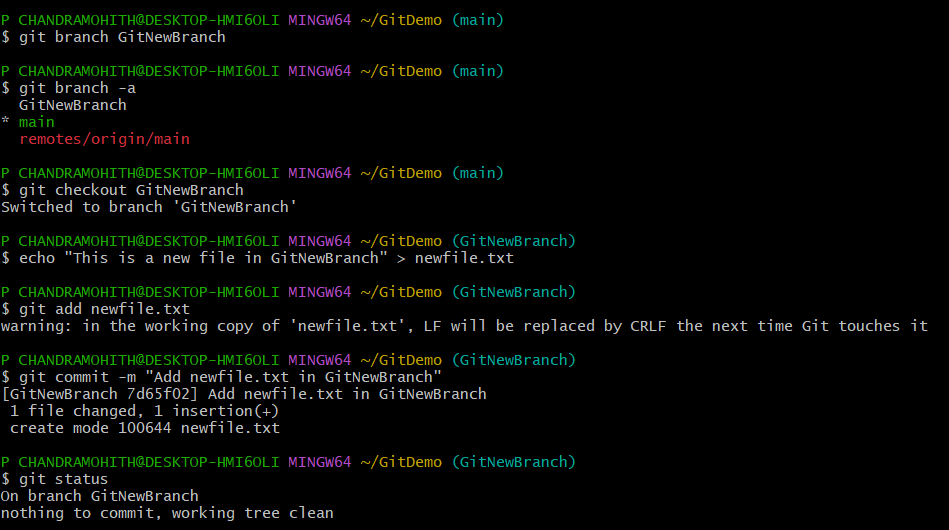 P CHANDRAMOHITH@DESKTOP-HMI6OLI MINGW64 ~/GitDemo (main)
$ git branch GitNewBranch
P CHANDRAMOHITH@DESKTOP-HMI6OLI MINGW64 ~/GitDemo (main)
$ git branch -a
  GitNewBranch
* main
  remotes/origin/main
P CHANDRAMOHITH@DESKTOP-HMI6OLI MINGW64 ~/GitDemo (main)
$ git checkout GitNewBranch
Switched to branch 'GitNewBranch'
P CHANDRAMOHITH@DESKTOP-HMI6OLI MINGW64 ~/GitDemo (GitNewBranch)
$ echo "This is a new file in GitNewBranch" > newfile.txt
P CHANDRAMOHITH@DESKTOP-HMI6OLI MINGW64 ~/GitDemo (GitNewBranch)
$ git add newfile.txt
warning: in the working copy of 'newfile.txt', LF will be replaced by CRLF the next time Git touches it
P CHANDRAMOHITH@DESKTOP-HMI6OLI MINGW64 ~/GitDemo (GitNewBranch)
$ git commit -m "Add newfile.txt in GitNewBranch"
[GitNewBranch 7d65f02] Add newfile.txt in GitNewBranch
 1 file changed, 1 insertion(+)
 create mode 100644 newfile.txt
P CHANDRAMOHITH@DESKTOP-HMI6OLI MINGW64 ~/GitDemo (GitNewBranch)
$ git status
On branch GitNewBranch
nothing to commit, working tree clean